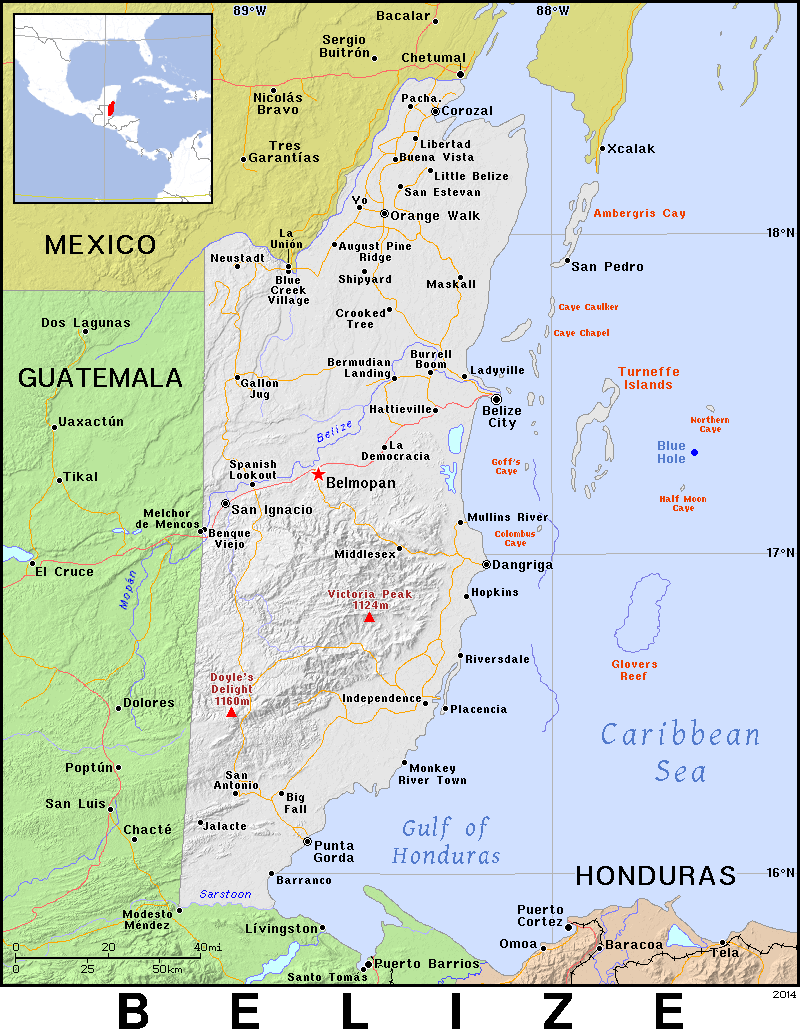 89°W
88°W
Bacalar
Sergio
Buitrón
Chetumal
Nicolás
Bravo
Pacha.
Corozal
Tres
Garantías
Libertad
Buena Vista
Xcalak
Little Belize
San Estevan
Yo
Orange Walk
Ambergris Cay
MEXICO
La
Unión
18°N
Neustadt
August Pine
Ridge
San Pedro
Blue
Creek
Village
Shipyard
Maskall
Crooked
Tree
Caye Caulker
Dos Lagunas
Caye Chapel
GUATEMALA
Bermudian
Landing
Burrell
Boom
Ladyville
Turneffe
Islands
Gallon
Jug
Hattieville
Belize
City
Uaxactún
Belize
Northern
Caye
La
Democracia
Blue
Hole
Spanish
Lookout
Goff's
Caye
Tikal
Belmopan
Half Moon
Caye
San Ignacio
Melchor
de Mencos
Mullins River
Benque
Viejo
Columbus
Caye
Middlesex
17°N
El Cruce
Dangriga
Mopán
Victoria Peak
1124m
Hopkins
Riversdale
Glovers
Reef
Doyle's
Delight
1160m
Dolores
Independence
Placencia
Caribbean
Sea
Poptún
San
Antonio
Monkey
River Town
San Luis
Big
Fall
Chacté
Jalacte
Gulf of
Honduras
Punta
Gorda
HONDURAS
16°N
Barranco
Sarstoon
Modesto
Méndez
Lívingston
Puerto
Cortez
Omoa
Baracoa
Tela
0
20
40mi
0
25
50km
Santo Tomás
Puerto Barrios
2014
BELIZE